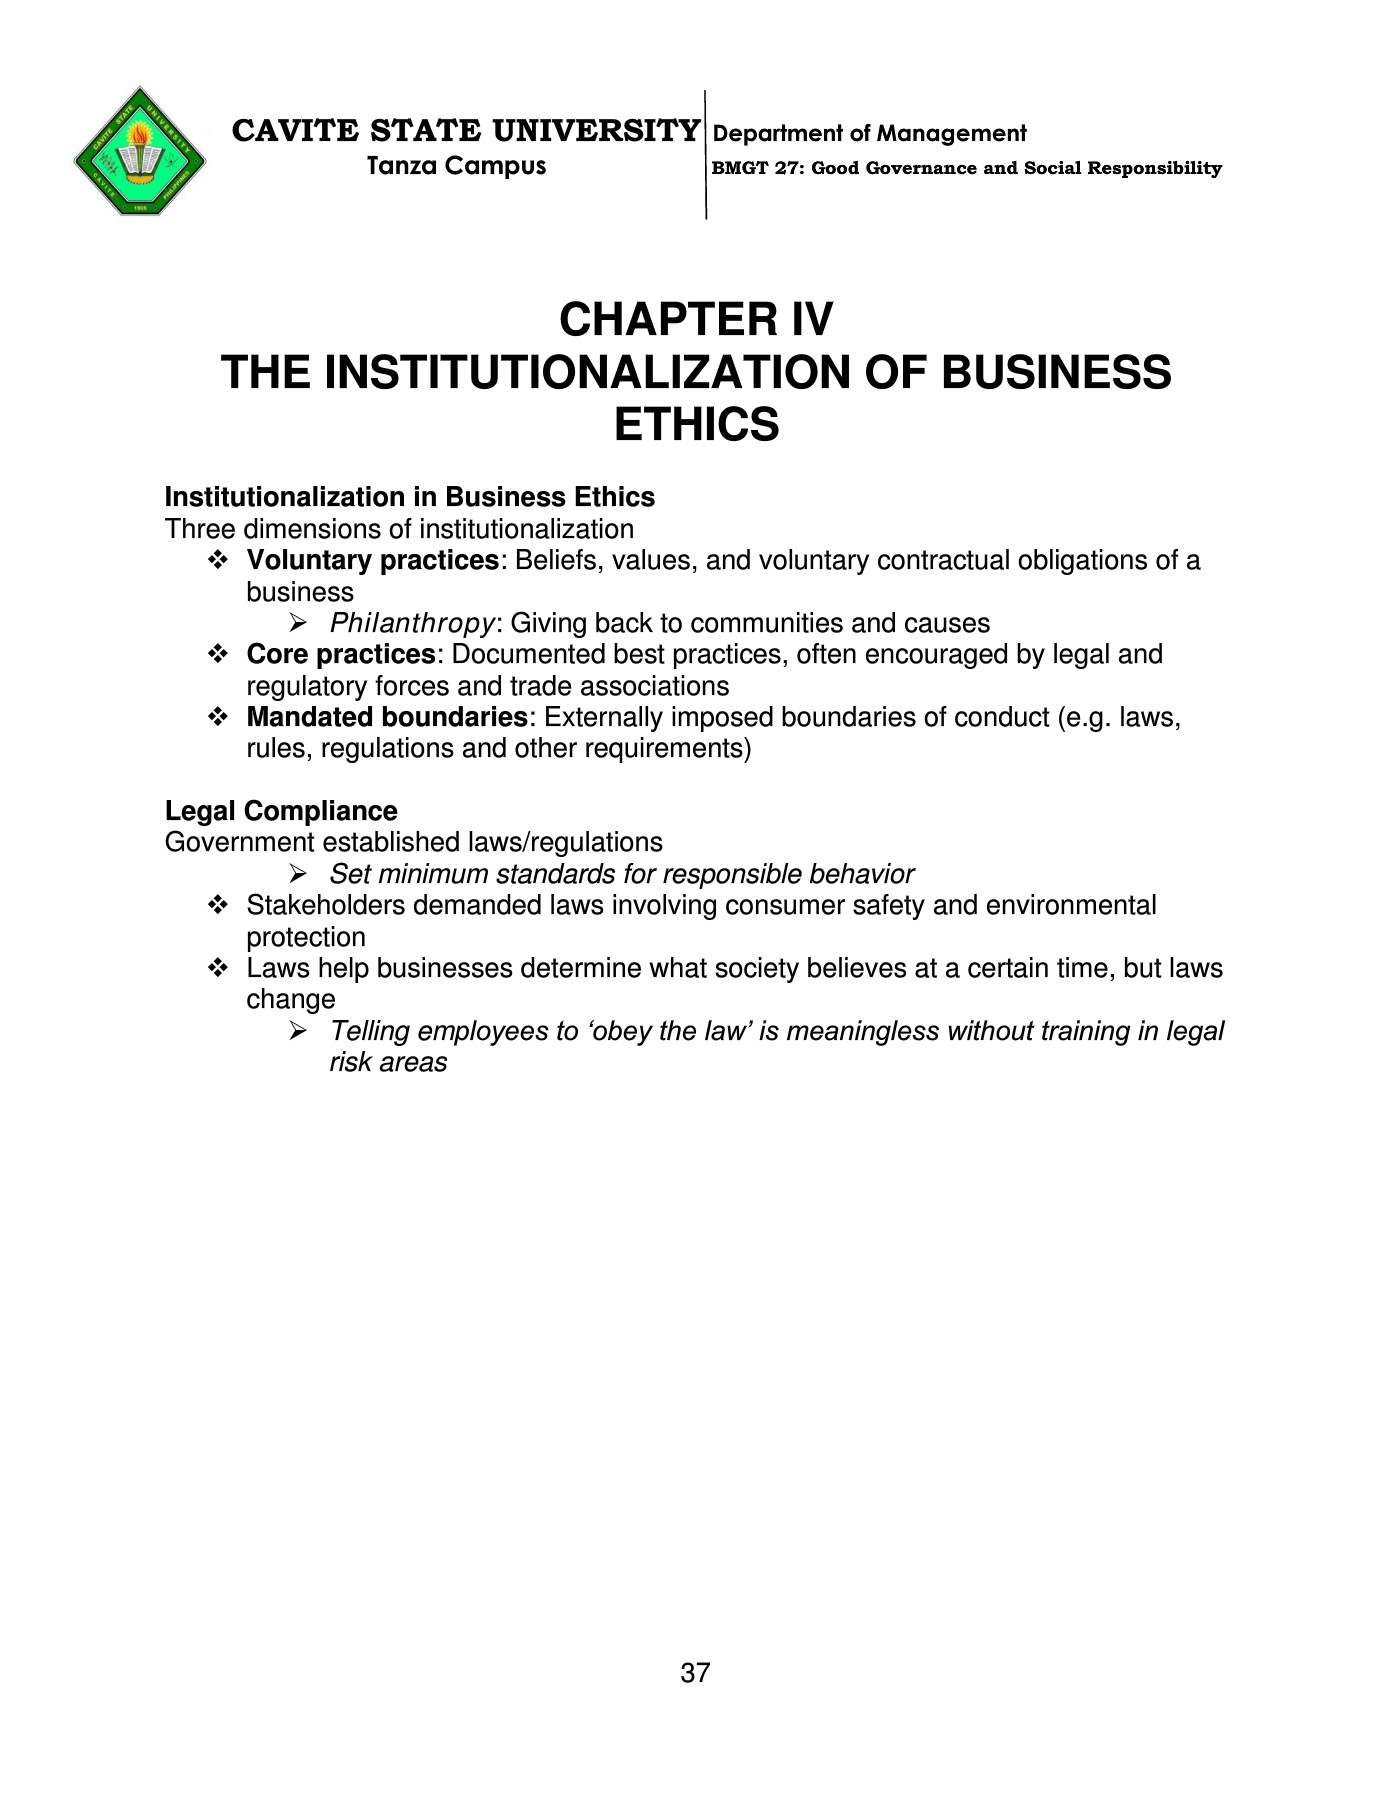 CAVITE STATE UNIVERSITY
Tanza Campus
Department of Management
BMGT 27: Good Governance and Social Responsibility
CAVITE STATE UNIVERSITY
CAVITE
PHILIPPINES
1906
CHAPTER IV
THE INSTITUTIONALIZATION OF BUSINESS
ETHICS
Institutionalization in Business Ethics
Three dimensions of institutionalization
❖ Voluntary practices: Beliefs, values, and voluntary contractual obligations of a
business
➢ Philanthropy: Giving back to communities and causes
❖ Core practices: Documented best practices, often encouraged by legal and
regulatory forces and trade associations
❖ Mandated boundaries: Externally imposed boundaries of conduct (e.g. laws,
rules, regulations and other requirements)
Legal Compliance
Government established laws/regulations
➢ Set minimum standards for responsible behavior
❖ Stakeholders demanded laws involving consumer safety and environmental
protection
❖ Laws help businesses determine what society believes at a certain time, but laws
change
➢ Telling employees to ‘obey the law’ is meaningless without training in legal
risk areas
37